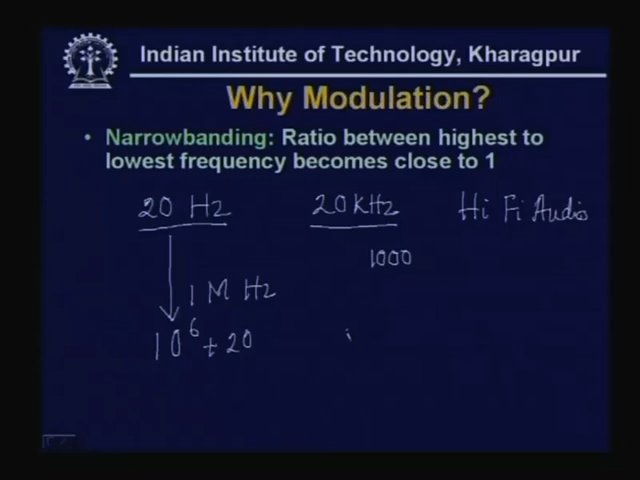 Indian Institute of Technology, Kharagpur
Why Modulation?
• Narrowbanding: Ratio between highest to
lowest frequency becomes close to 1
20 Hz 20 KHz Hi Fi Audio
1000
1 M Hz
10⁶ + 20